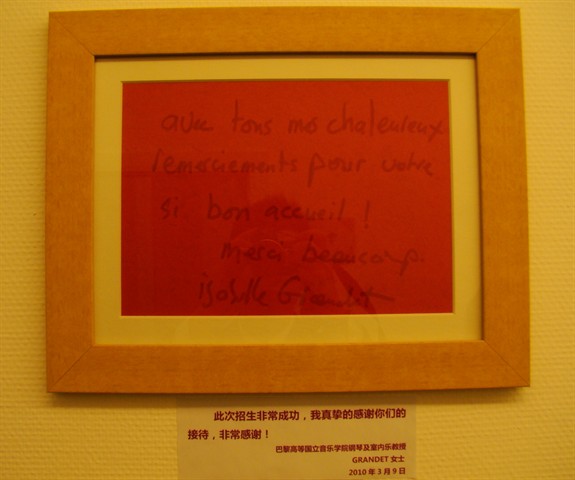 avec tous mes chaleureux
remerciements pour votre
si bon accueil !
merci beaucoup.
isabelle Grandet
此次招生非常成功，我真挚的感谢你们的
接待，非常感谢！
巴黎高等国立音乐学院钢琴及室内乐教授
GRANDET 女士
2010 年 3 月 9 日